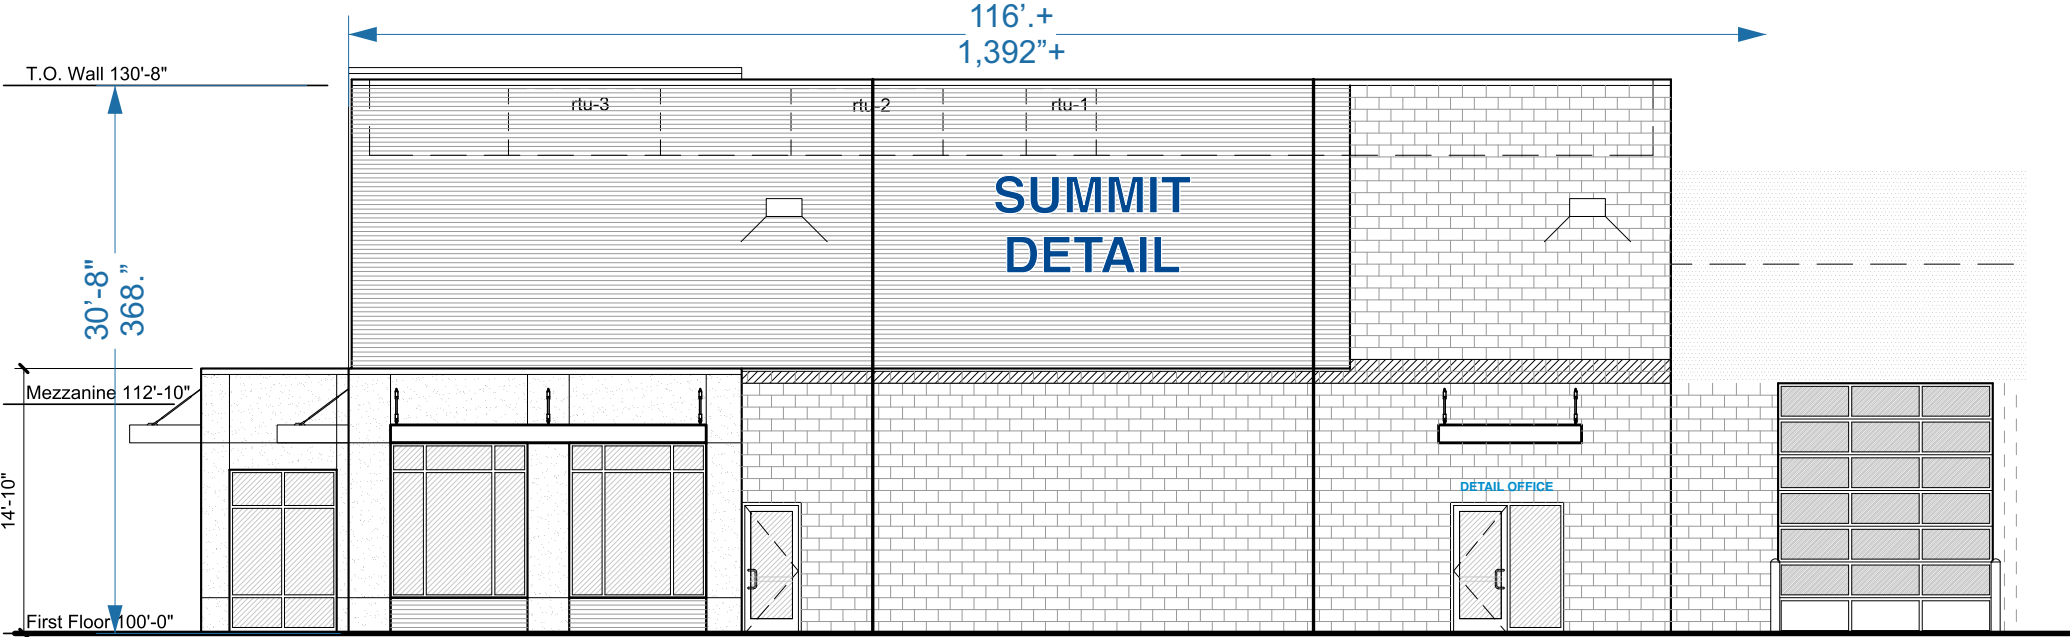 116’.+
1,392”+
T.O. Wall 130'-8"
rtu-3
rtu-2
rtu-1
SUMMIT
DETAIL
30’-8"
368.”
Mezzanine 112'-10"
14'-10"
DETAIL OFFICE
First Floor 100'-0"